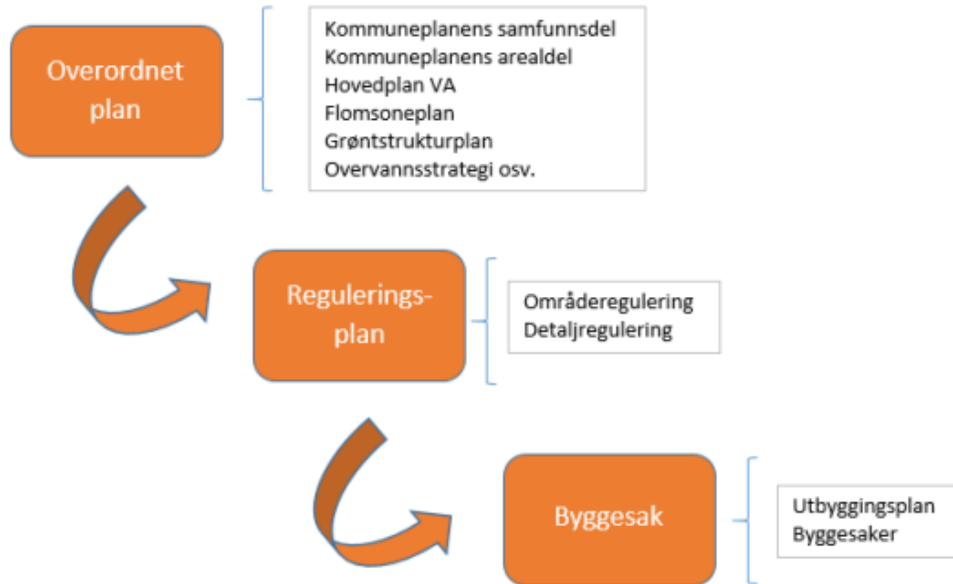 Overordnet
plan
Kommuneplanens samfunnsdel
Kommuneplanens arealdel
Hovedplan VA
Flomsoneplan
Grøntstrukturplan
Overvannsstrategi osv.
Regulerings-
plan
Områderegulering
Detaljregulering
Byggesak
Utbyggingsplan
Byggesaker